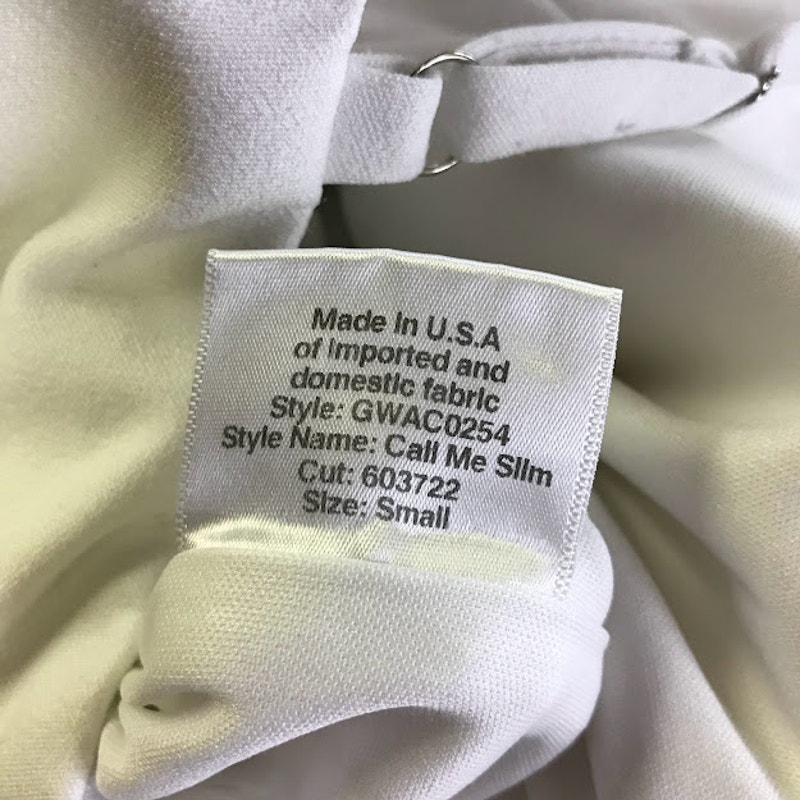 Made In U.S.A
of imported and
domestic fabric
Style: GWAC0254
Style Name: Call Me Slim
Cut: 603722
Size: Small